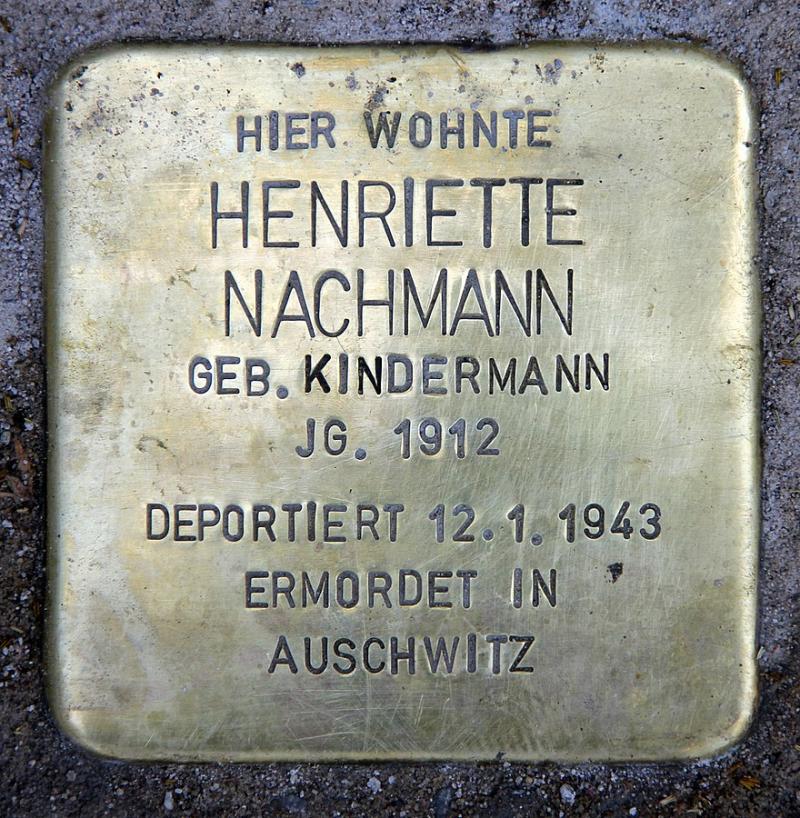 HIER WOHNTE
HENRIETTE
NACHMANN
GEB. KINDERMANN
JG. 1912
DEPORTIERT 12.1.1943
ERMORDET IN
AUSCHWITZ